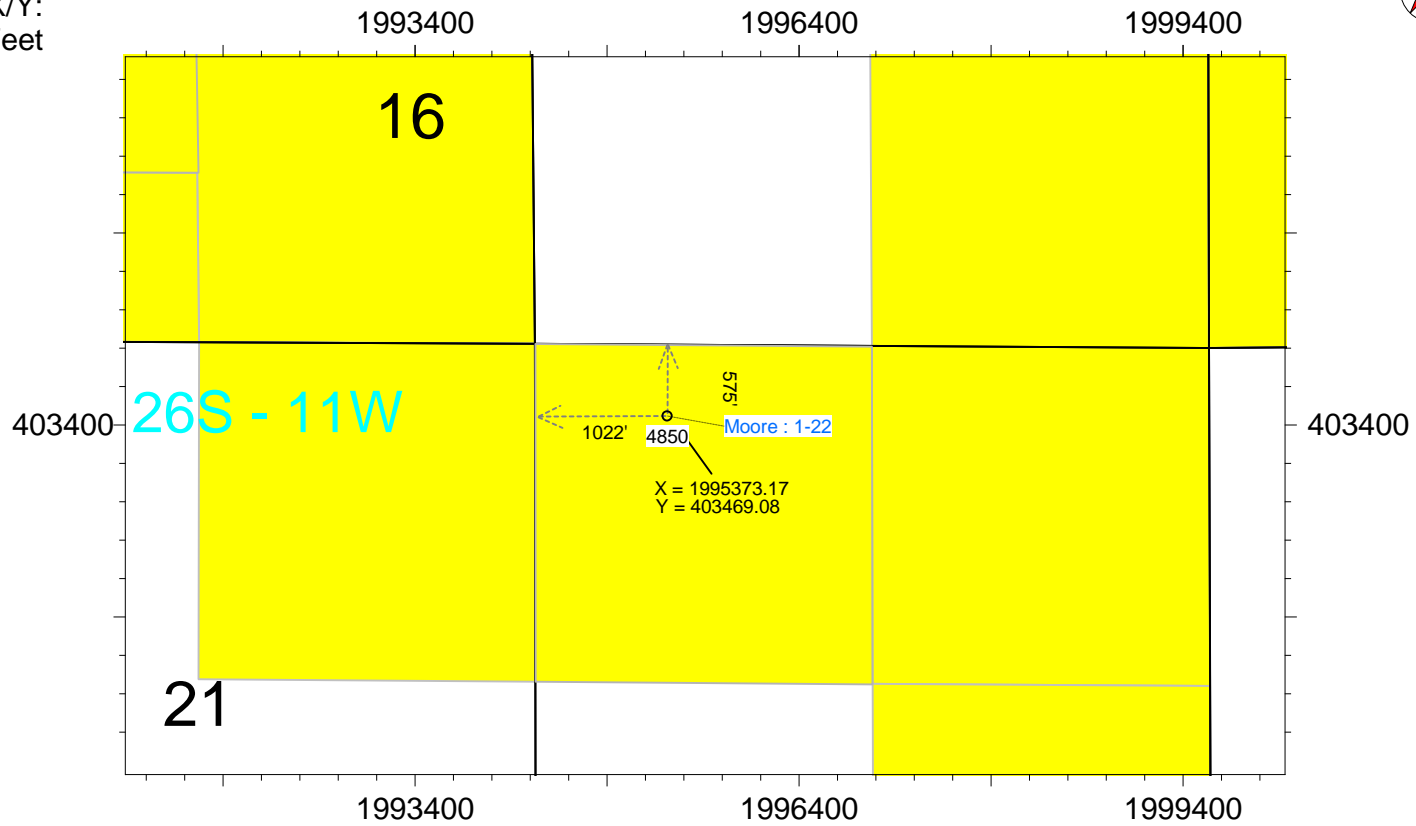 X/Y:
feet
1993400 1996400 1999400
16
26S - 11W
403400 403400
575'
1022' 4850 Moore : 1-22
X = 1995373.17
Y = 403469.08
21
1993400 1996400 1999400